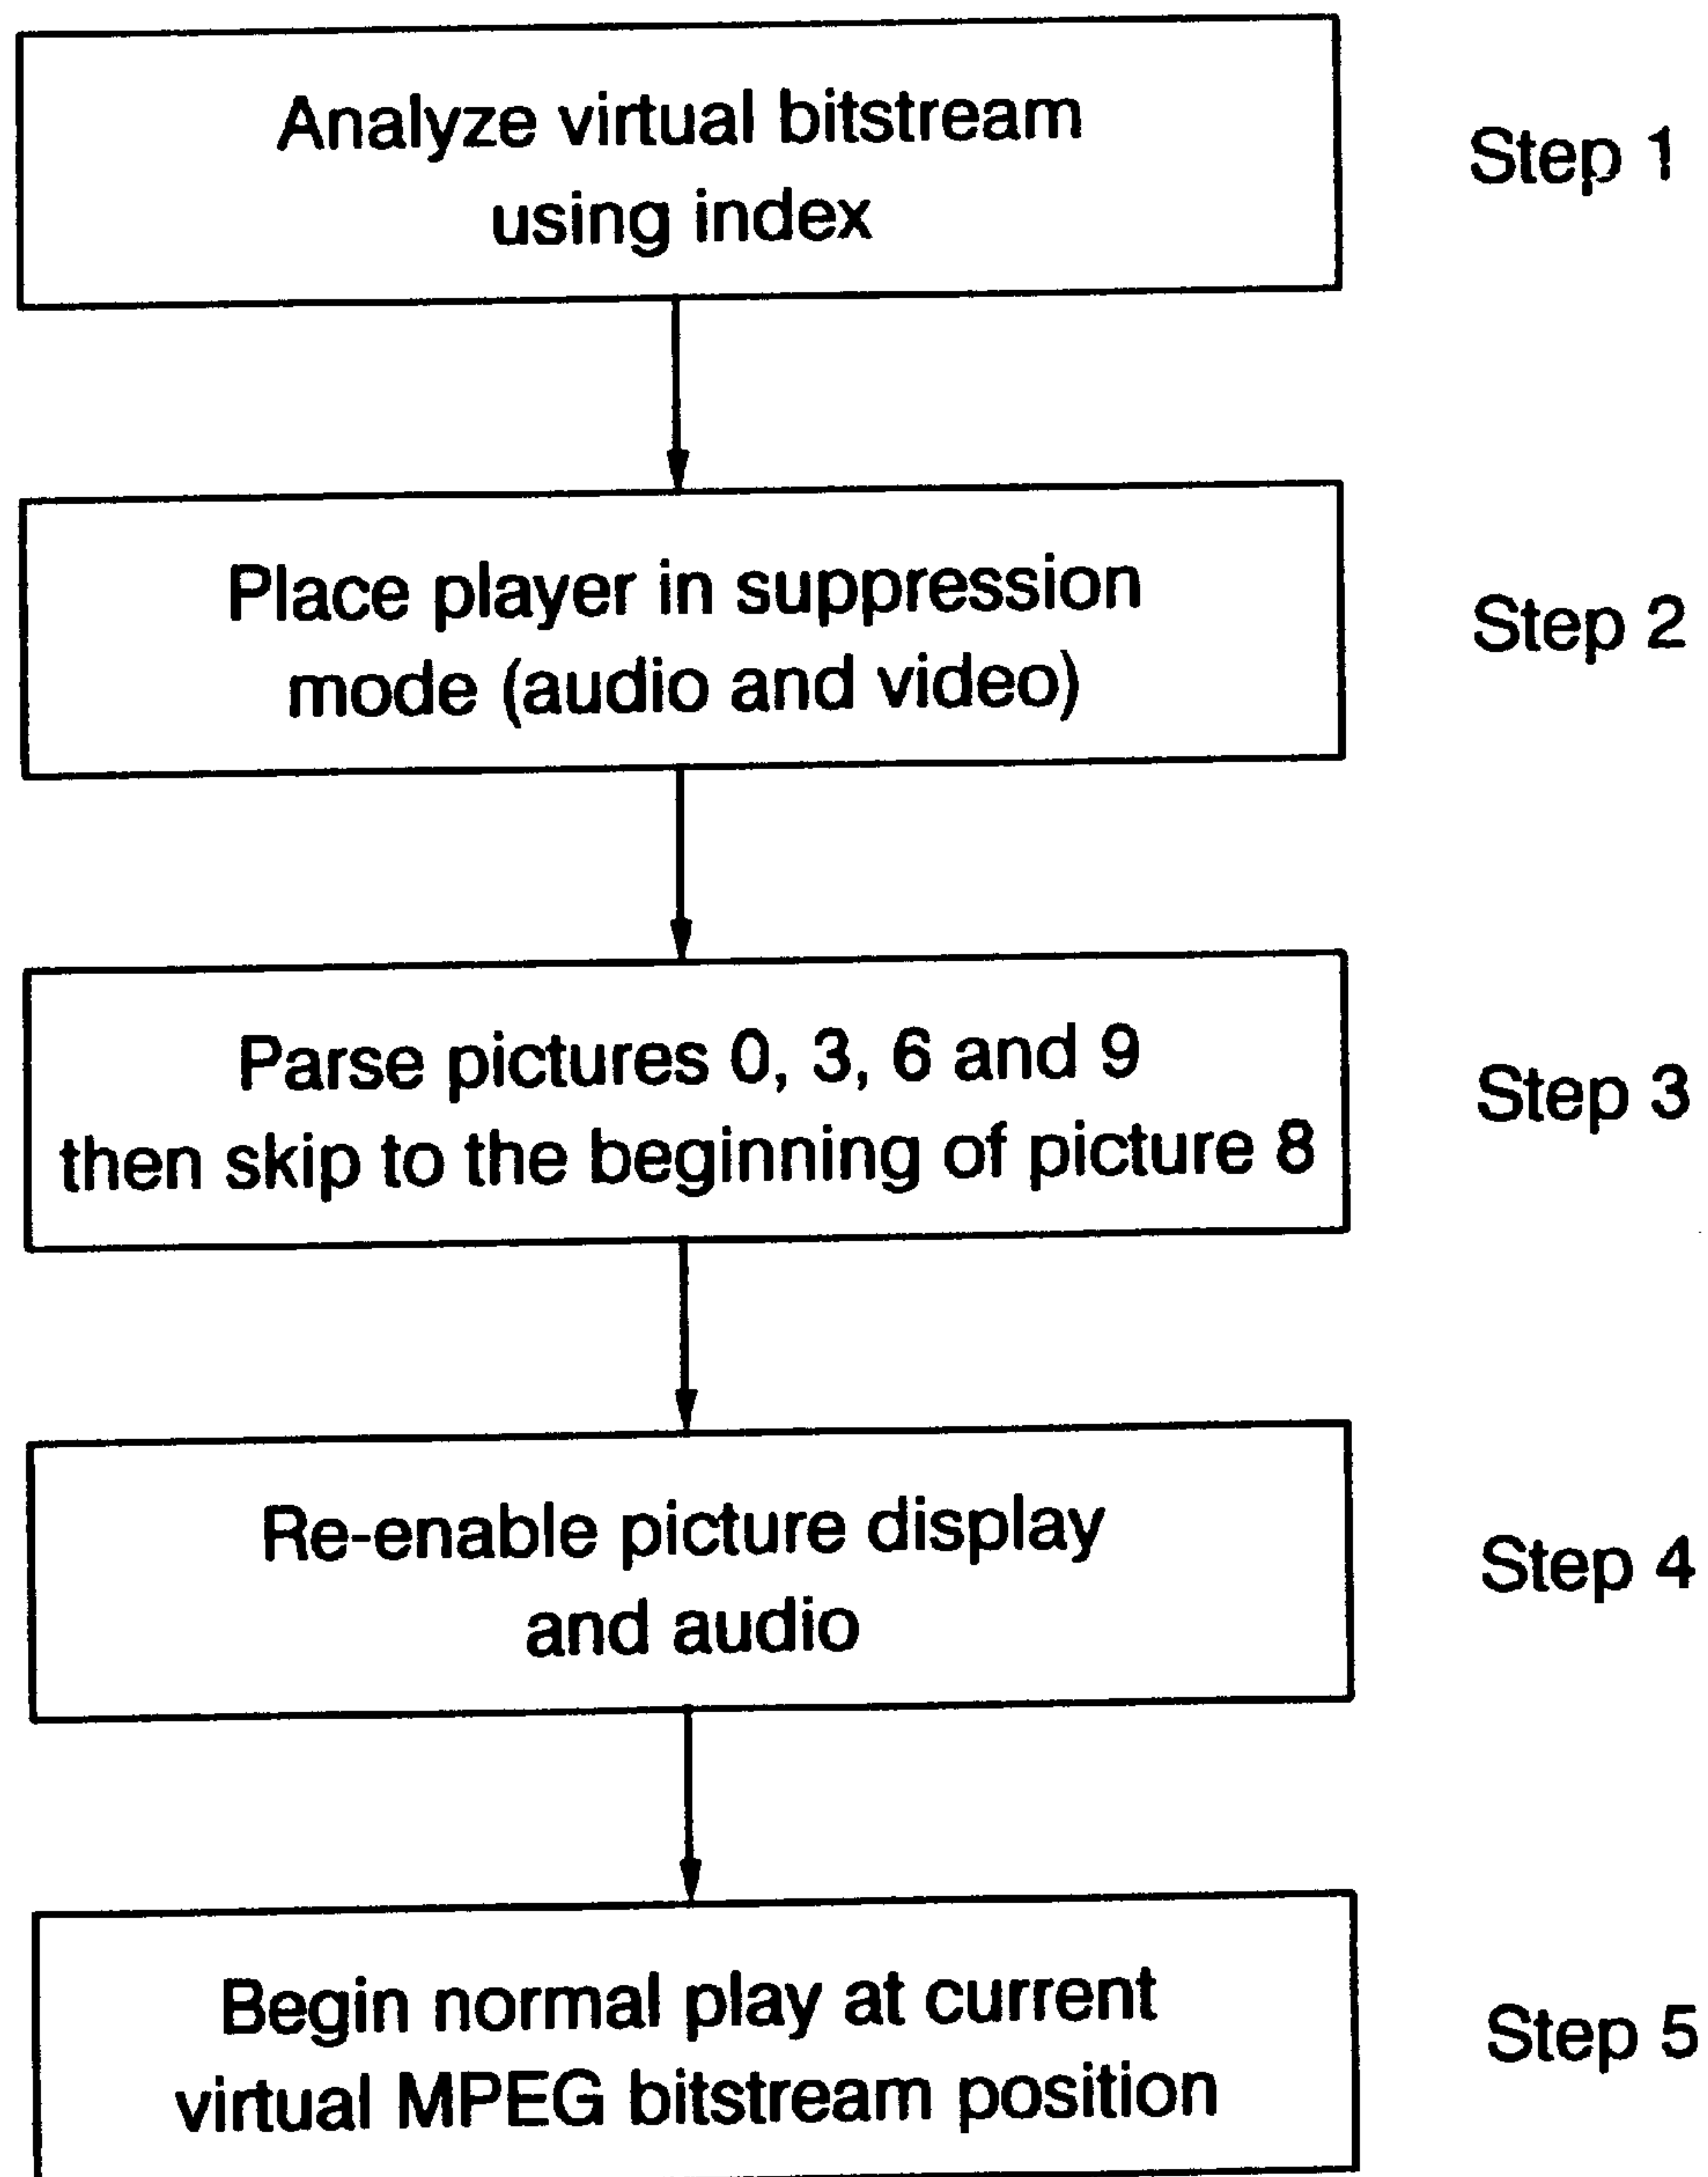 Analyze virtual bitstream
using index
Step 1
Place player in suppression
mode (audio and video)
Step 2
Parse pictures 0, 3, 6 and 9
then skip to the beginning of picture 8
Step 3
Re-enable picture display
and audio
Step 4
Begin normal play at current
virtual MPEG bitstream position
Step 5